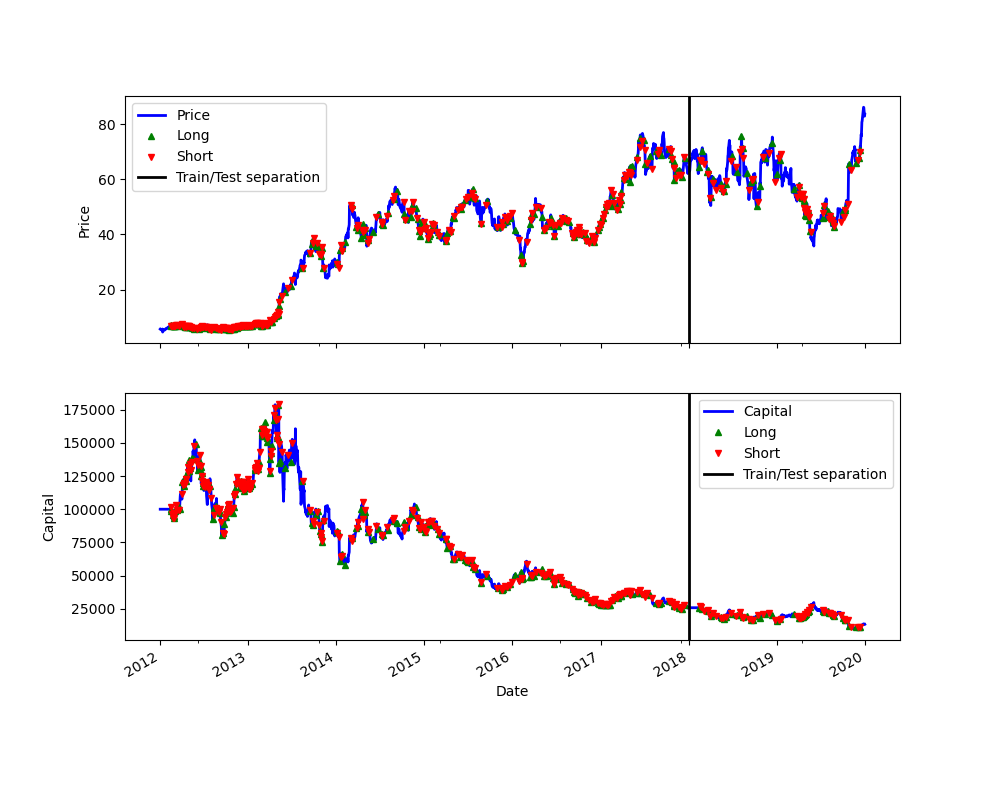 Price
Long
Short
Train/Test separation
80
60
40
20
Price
Capital
Long
Short
Train/Test separation
175000
150000
125000
100000
75000
50000
25000
Capital
2012 2013 2014 2015 2016 2017 2018 2019 2020
Date